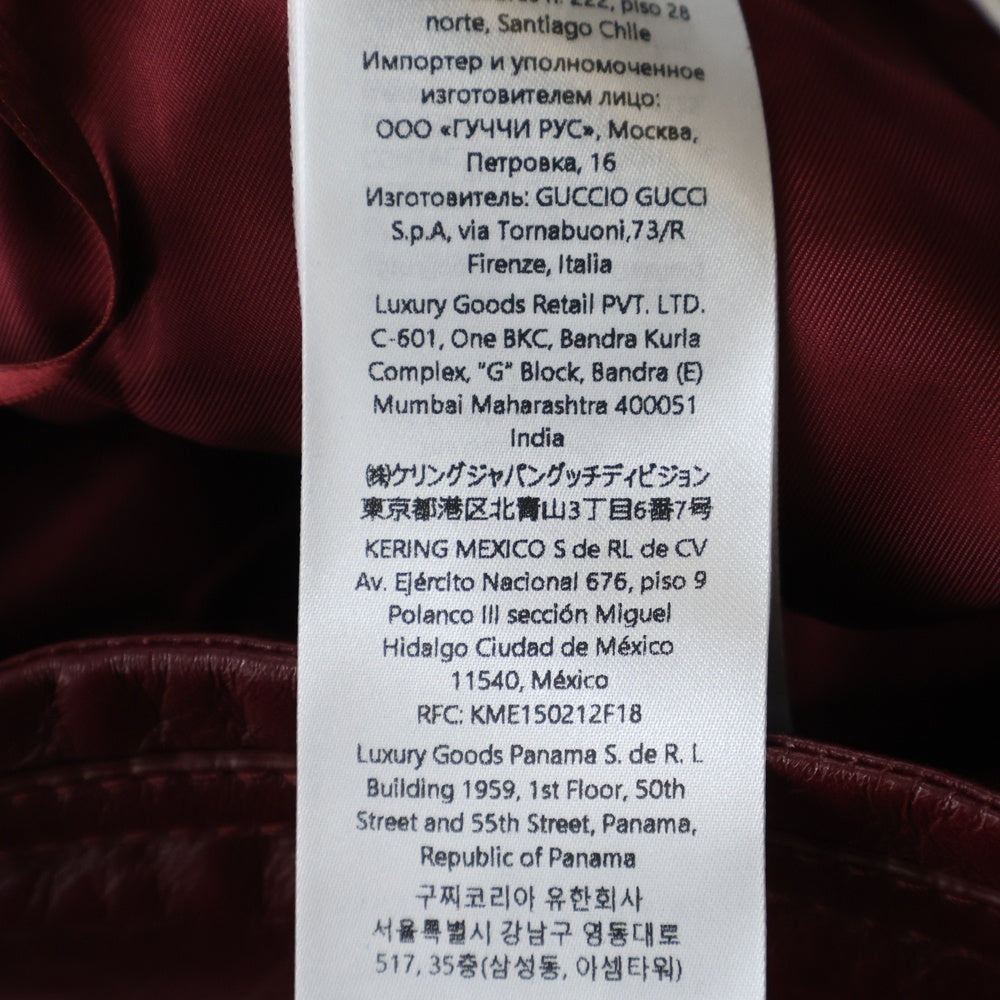 222, piso 28
norte, Santiago Chile
Импортер и уполномоченное
изготовителем лицо:
ООО «ГУЧЧИ РУС», Москва,
Петровка, 16
Изготовитель: GUCCIO GUCCI
S.p.A, via Tornabuoni,73/R
Firenze, Italia
Luxury Goods Retail PVT. LTD.
C-601, One BKC, Bandra Kurla
Complex, "G" Block, Bandra (E)
Mumbai Maharashtra 400051
India
㈱ケリングジャパングッチディビジョン
東京都港区北青山3丁目6番7号
KERING MEXICO S de RL de CV
Av. Ejército Nacional 676, piso 9
Polanco III sección Miguel
Hidalgo Ciudad de México
11540, México
RFC: KME150212F18
Luxury Goods Panama S. de R. L
Building 1959, 1st Floor, 50th
Street and 55th Street, Panama,
Republic of Panama
구찌코리아 유한회사
서울특별시 강남구 영동대로
517, 35층(삼성동, 아셈타워)